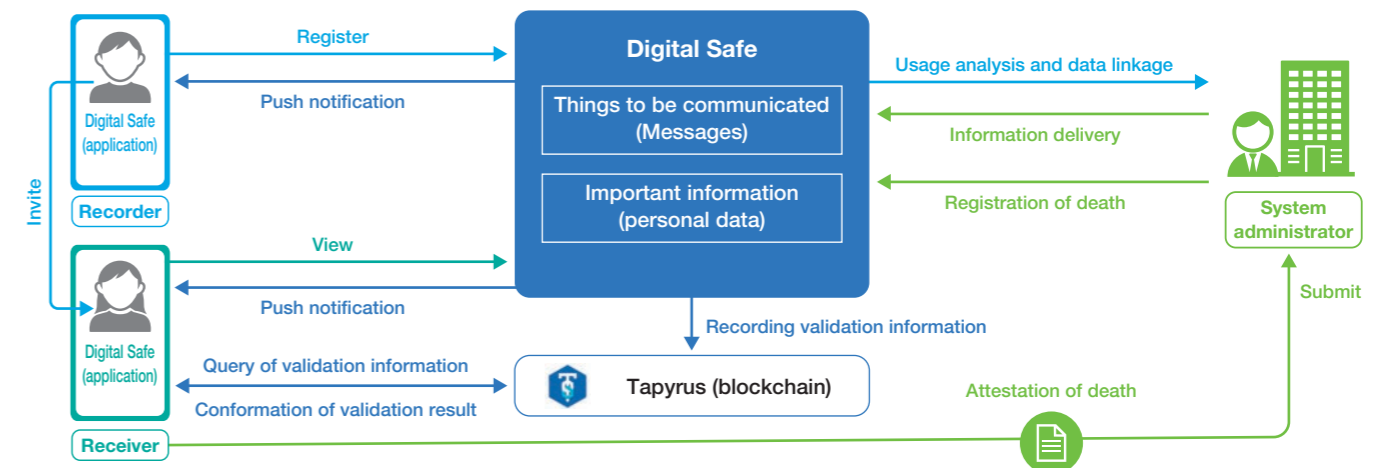 Register
Push notification
Digital Safe
(application)
Recorder
Invite
View
Push notification
Digital Safe
(application)
Receiver
Query of validation information
Conformation of validation result
Digital Safe
Things to be communicated
(Messages)
Important information
(personal data)
Recording validation information
Tapyrus (blockchain)
Usage analysis and data linkage
Information delivery
Registration of death
System
administrator
Submit
Attestation of death